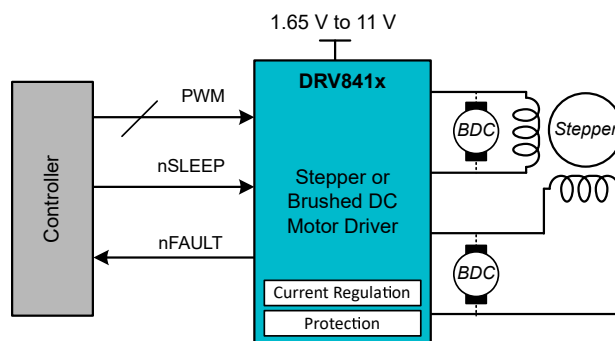 1.65 V to 11 V
DRV841x
PWM
BDC
Stepper
Controller
nSLEEP
Stepper or
Brushed DC
Motor Driver
nFAULT
BDC
Current Regulation
Protection